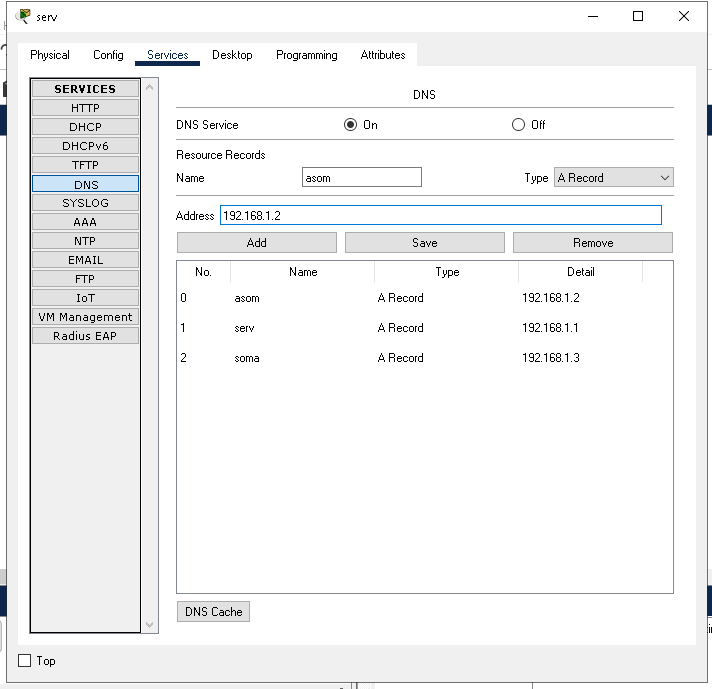 serv
Physical Config Services Desktop Programming Attributes
SERVICES
HTTP
DHCP
DHCPv6
TFTP
DNS
SYSLOG
AAA
NTP
EMAIL
FTP
IoT
VM Management
Radius EAP
DNS
DNS Service On Off
Resource Records
Name asom Type A Record
Address 192.168.1.2
Add Save Remove
No. Name Type Detail
0 asom A Record 192.168.1.2
1 serv A Record 192.168.1.1
2 soma A Record 192.168.1.3
DNS Cache
Top